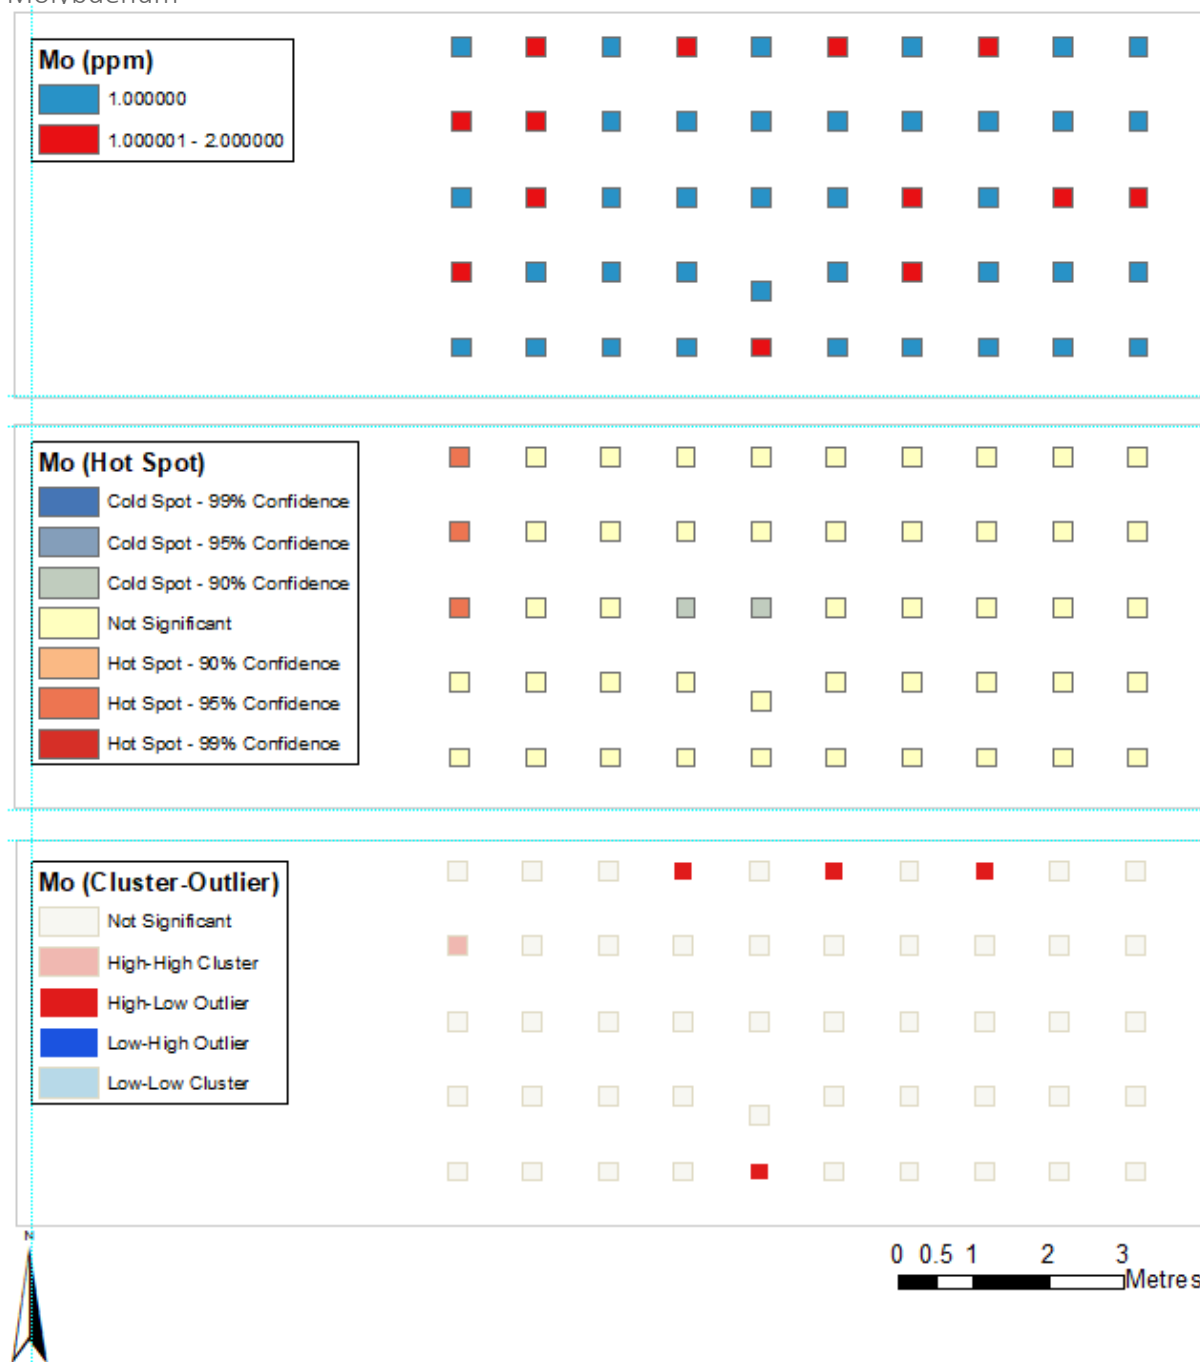 Molybdenum
Mo (ppm)
1.000000
1.000001 - 2.000000
Mo (Hot Spot)
Cold Spot - 99% Confidence
Cold Spot - 95% Confidence
Cold Spot - 90% Confidence
Not Significant
Hot Spot - 90% Confidence
Hot Spot - 95% Confidence
Hot Spot - 99% Confidence
Mo (Cluster-Outlier)
Not Significant
High-High Cluster
High-Low Outlier
Low-High Outlier
Low-Low Cluster
N
0 0.5 1 2 3
Metres